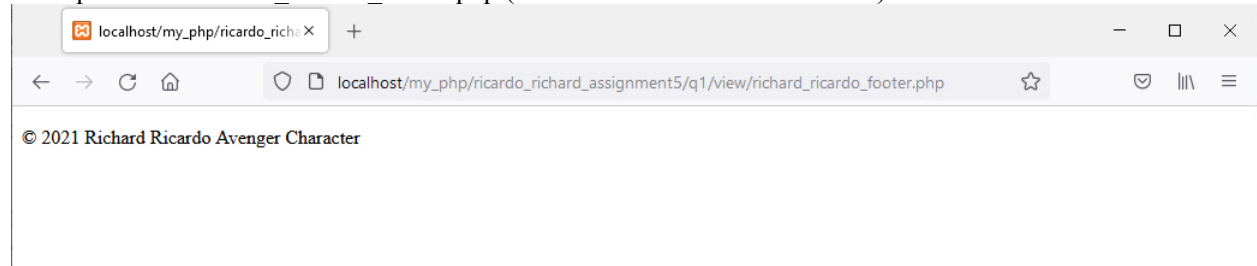 localhost/my_php/ricardo_richa
localhost/my_php/ricardo_richard_assignment5/q1/view/richard_ricardo_footer.php
© 2021 Richard Ricardo Avenger Character